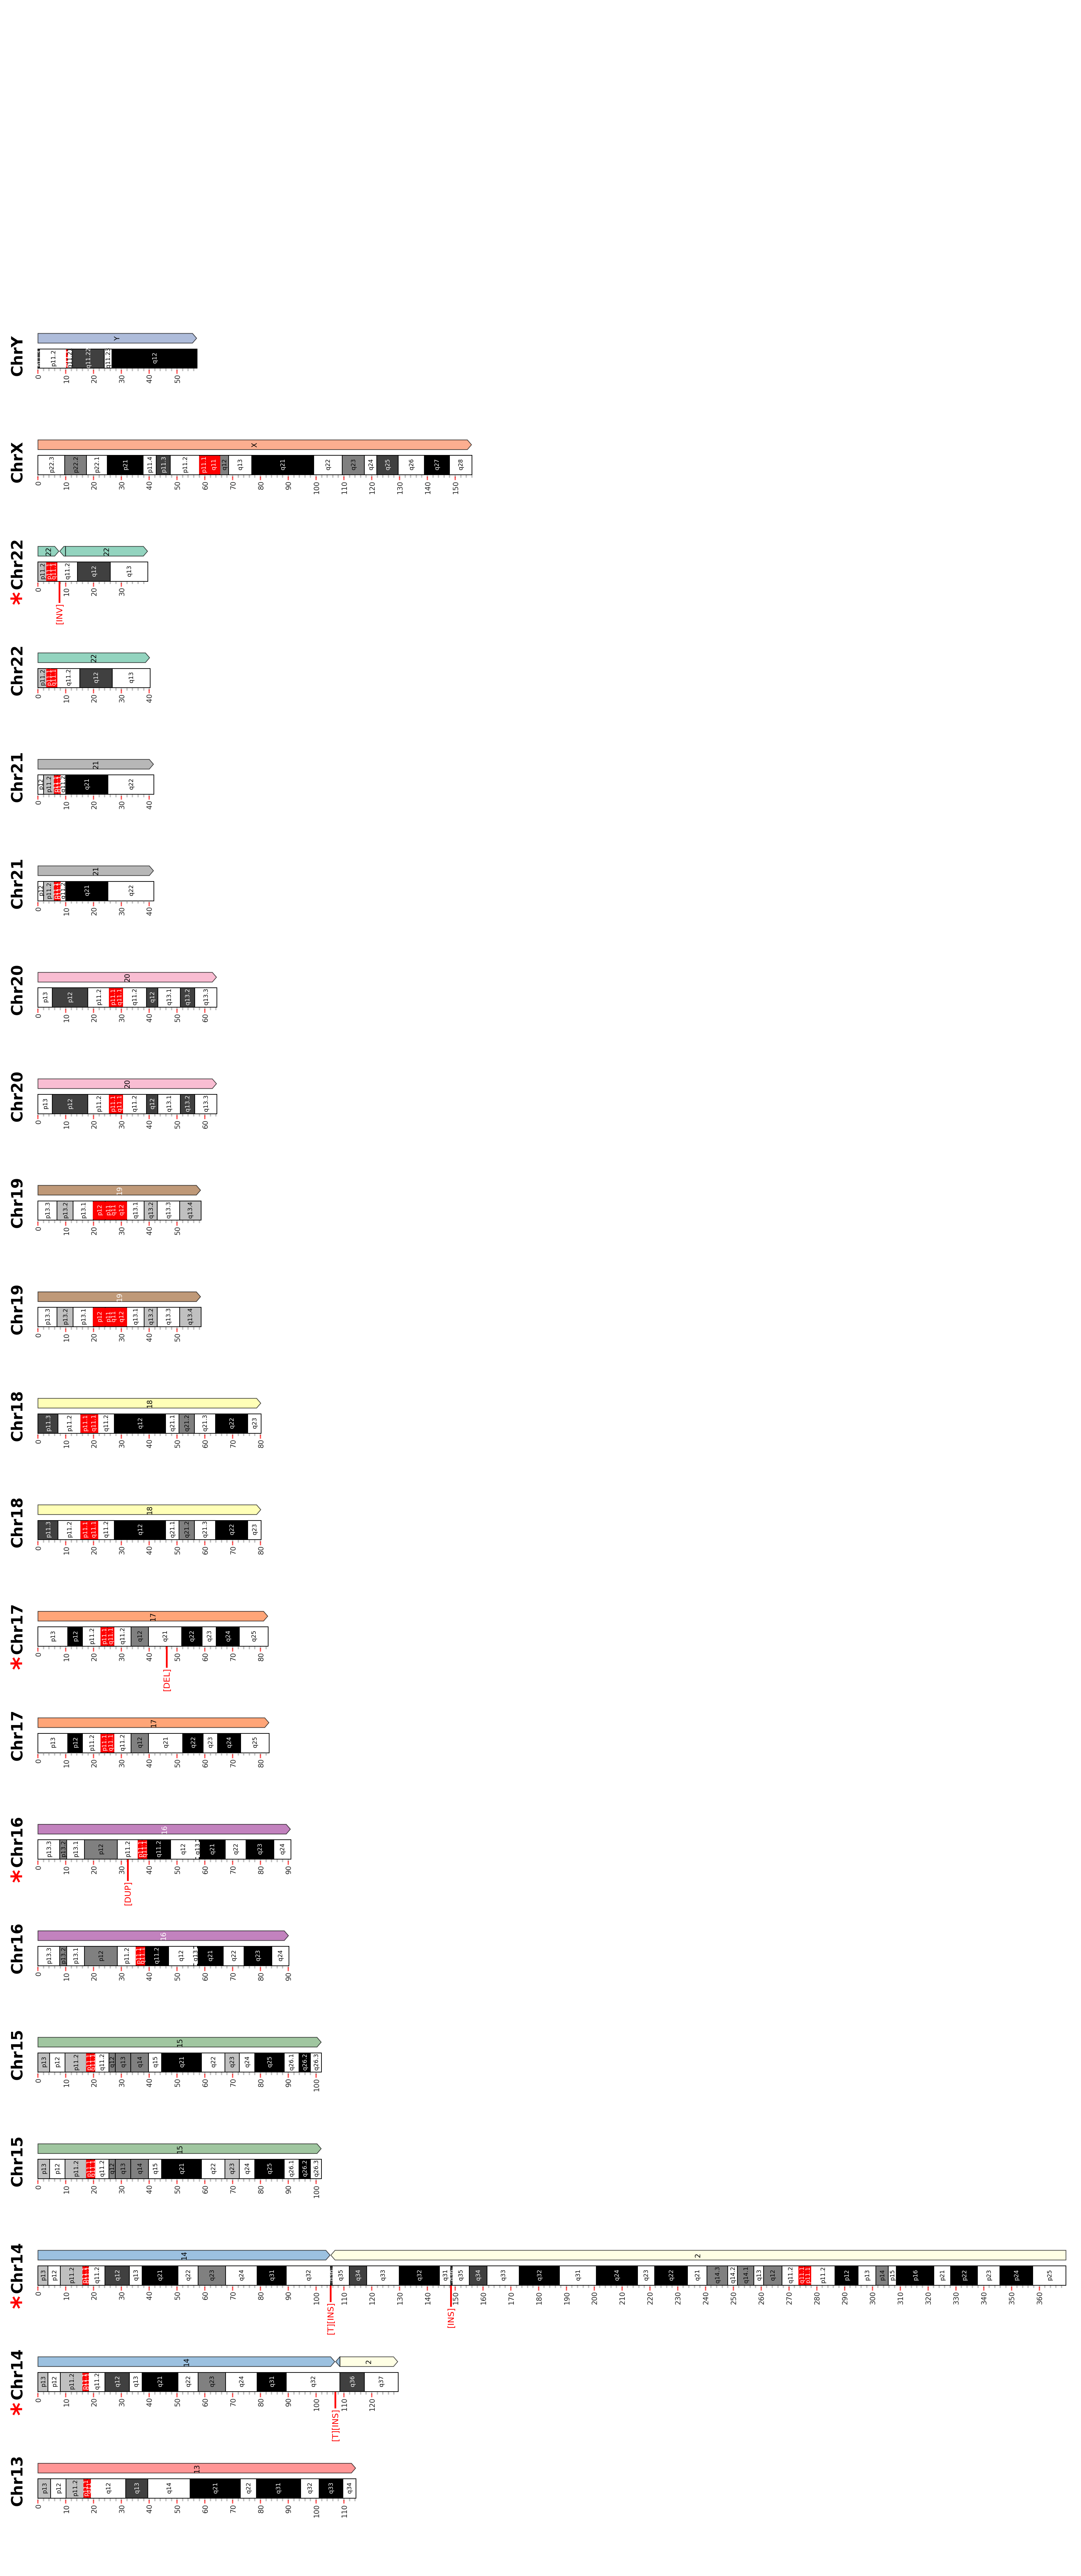 Chr13
13
p13 p12 p11.2 q12 q13 q14 q21 q22 q31 q32 q33 q34
0 10 20 30 40 50 60 70 80 90 100 110
*Chr14
14 2
p13 p12 p11.2 p11.1 q11.2 q12 q13 q21 q22 q23 q24 q31 q32 q36 q37
0 10 20 30 40 50 60 70 80 90 100 110 120
[T][INS]
*Chr14
14 2
p13 p12 p11.2 p11.1 q11.2 q12 q13 q21 q22 q23 q24 q31 q32 q35 q34 q33 q32 q31 q35 q34 q33 q32 q31 q24 q23 q22 q21 q14.3 q14.2 q14.1 q13 q12 q11.2 q11.1 p11.1 p11.2 p12 p13 p14 p15 p16 p21 p22 p23 p24 p25
0 10 20 30 40 50 60 70 80 90 100 110 120 130 140 150 160 170 180 190 200 210 220 230 240 250 260 270 280 290 300 310 320 330 340 350 360
[T][INS] [INS]
Chr15
15
p13 p12 p11.2 p11.1 q11.1 q11.2 q12 q13 q14 q15 q21 q22 q23 q24 q25 q26.1 q26.2 q26.3
0 10 20 30 40 50 60 70 80 90 100
Chr15
15
p13 p12 p11.2 p11.1 q11.1 q11.2 q12 q13 q14 q15 q21 q22 q23 q24 q25 q26.1 q26.2 q26.3
0 10 20 30 40 50 60 70 80 90 100
Chr16
16
p13.3 p13.2 p13.1 p12 p11.2 p11.1 q11.1 q11.2 q12 q13 q21 q22 q23 q24
0 10 20 30 40 50 60 70 80 90
*Chr16
16
p13.3 p13.2 p13.1 p12 p11.2 p11.1 q11.1 q11.2 q12 q13 q21 q22 q23 q24
0 10 20 30 40 50 60 70 80 90
[DUP]
Chr17
17
p13 p12 p11.2 p11.1 q11.1 q11.2 q12 q21 q22 q23 q24 q25
0 10 20 30 40 50 60 70 80
*Chr17
17
p13 p12 p11.2 p11.1 q11.1 q11.2 q12 q21 q22 q23 q24 q25
0 10 20 30 40 50 60 70 80
[DEL]
Chr18
18
p11.3 p11.2 p11.1 q11.1 q11.2 q12 q21.1 q21.2 q21.3 q22 q23
0 10 20 30 40 50 60 70 80
Chr18
18
p11.3 p11.2 p11.1 q11.1 q11.2 q12 q21.1 q21.2 q21.3 q22 q23
0 10 20 30 40 50 60 70 80
Chr19
19
p13.3 p13.2 p13.1 p12 p11 q11 q12 q13.1 q13.2 q13.3 q13.4
0 10 20 30 40 50
Chr19
19
p13.3 p13.2 p13.1 p12 p11 q11 q12 q13.1 q13.2 q13.3 q13.4
0 10 20 30 40 50
Chr20
20
p13 p12 p11.2 p11.1 q11.1 q11.2 q12 q13.1 q13.2 q13.3
0 10 20 30 40 50 60
Chr20
20
p13 p12 p11.2 p11.1 q11.1 q11.2 q12 q13.1 q13.2 q13.3
0 10 20 30 40 50 60
Chr21
21
p12 p11.2 p11.1 q11.2 q21 q22
0 10 20 30 40
Chr21
21
p12 p11.2 p11.1 q11.2 q21 q22
0 10 20 30 40
Chr22
22
p11.2 p11.1 q11.1 q11.2 q12 q13
0 10 20 30 40
*Chr22
22 22
p11.2 p11.1 q11.1 q11.2 q12 q13
0 10 20 30
[INV]
ChrX
X
p22.3 p22.2 p22.1 p21 p11.4 p11.3 p11.2 p11.1 q11 q12 q13 q21 q22 q23 q24 q25 q26 q27 q28
0 10 20 30 40 50 60 70 80 90 100 110 120 130 140 150
ChrY
Y
p11.2 q11.22 q11.23 q12
0 10 20 30 40 50